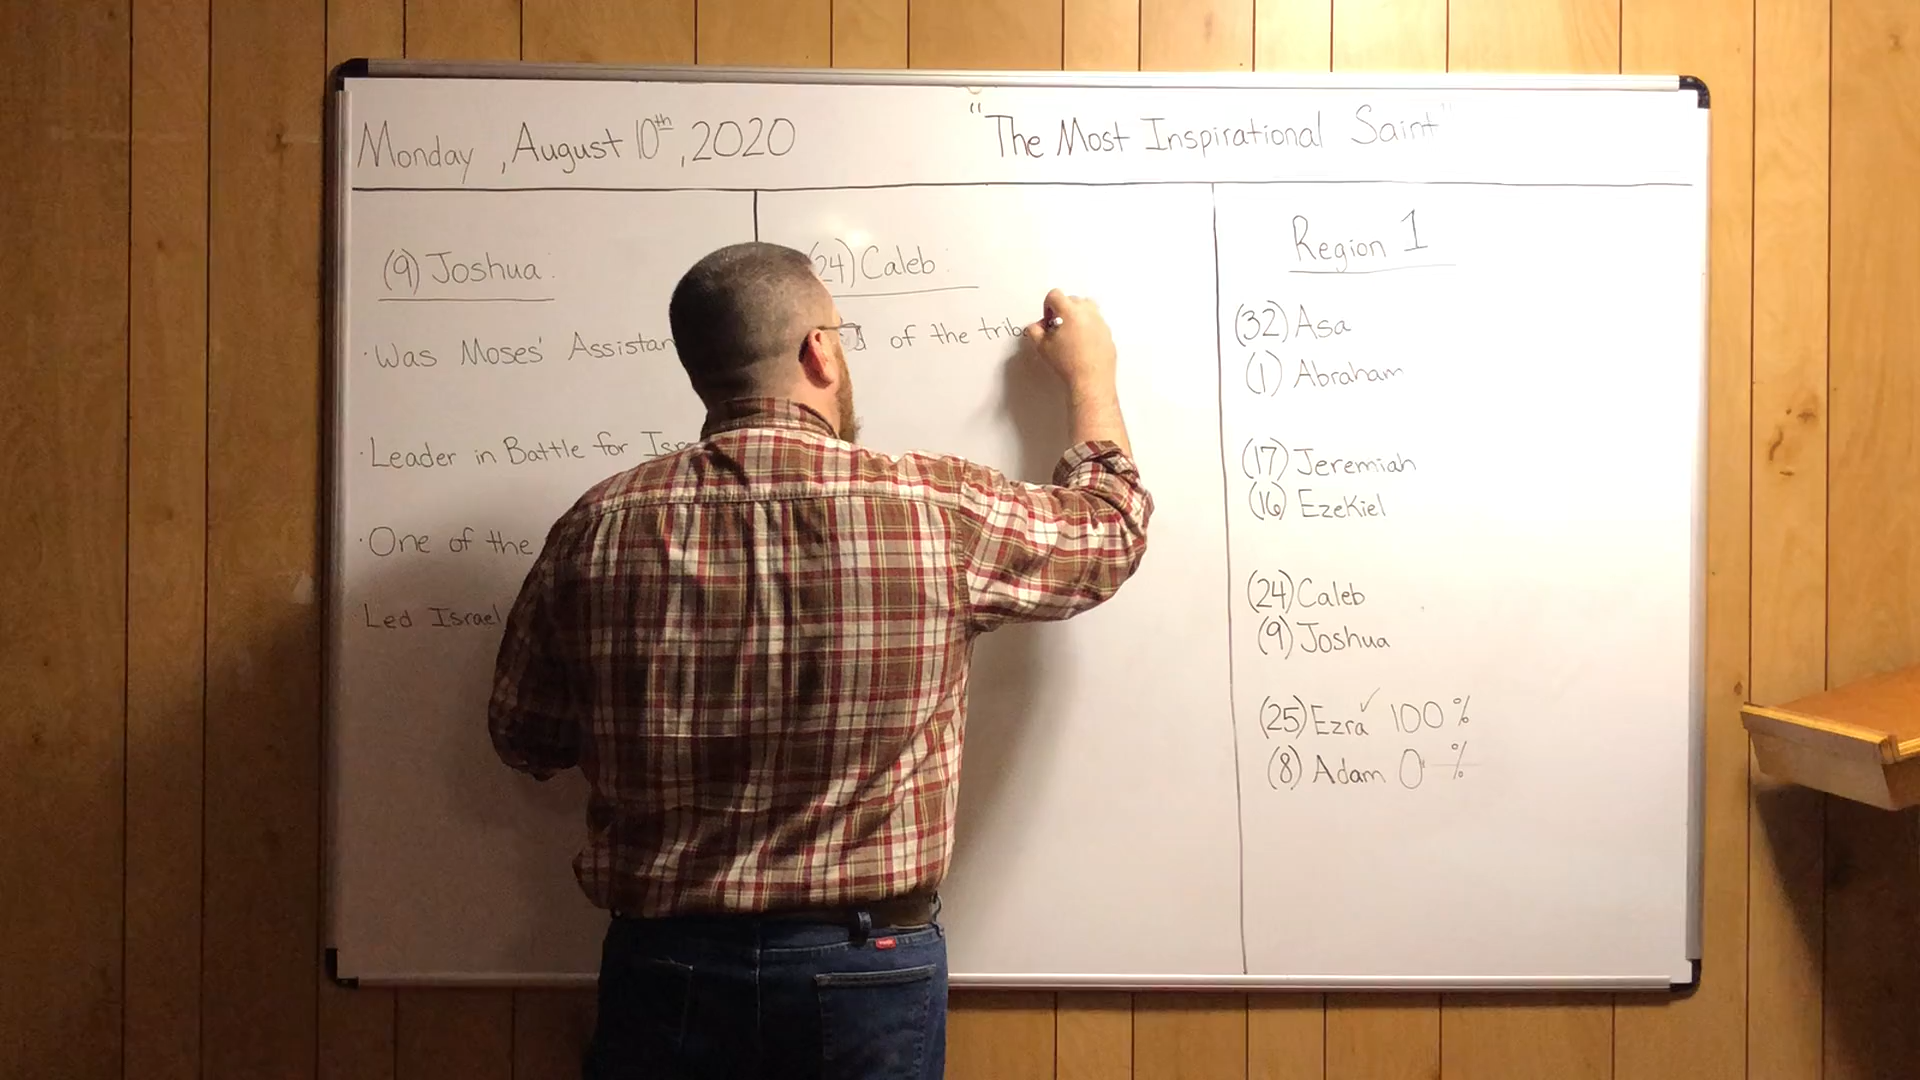 Monday, August 10th, 2020
"The Most Inspirational Saint"
(9) Joshua:
· Was Moses' Assistan
· Leader in Battle for Isr
· One of the
Led Israel
(24) Caleb:
of the tribe
Region 1
(32) Asa
(1) Abraham
(17) Jeremiah
(16) Ezekiel
(24) Caleb
(9) Joshua
(25) Ezra ✓ 100%
(8) Adam 0%